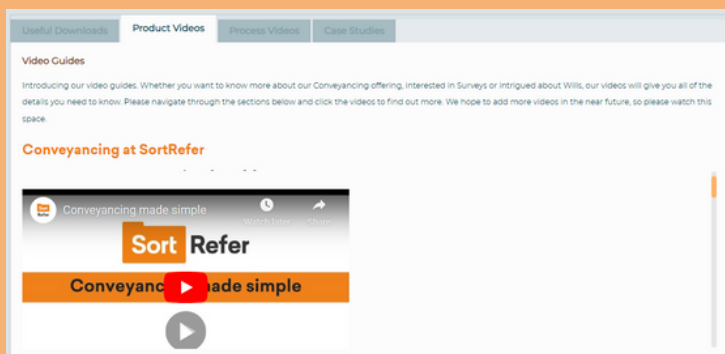 Useful Downloads
Product Videos
Process Videos
Case Studies
Video Guides
Introducing our video guides. Whether you want to know more about our Conveyancing offering, interested in Surveys or intrigued about Wills, our videos will give you all of the
details you need to know. Please navigate through the sections below and click the videos to find out more. We hope to add more videos in the near future, so please watch this
space.
Conveyancing at SortRefer
Sort Refer
Conveyancing made simple
Watch later
Share
Sort Refer
Conveyanc ade simple